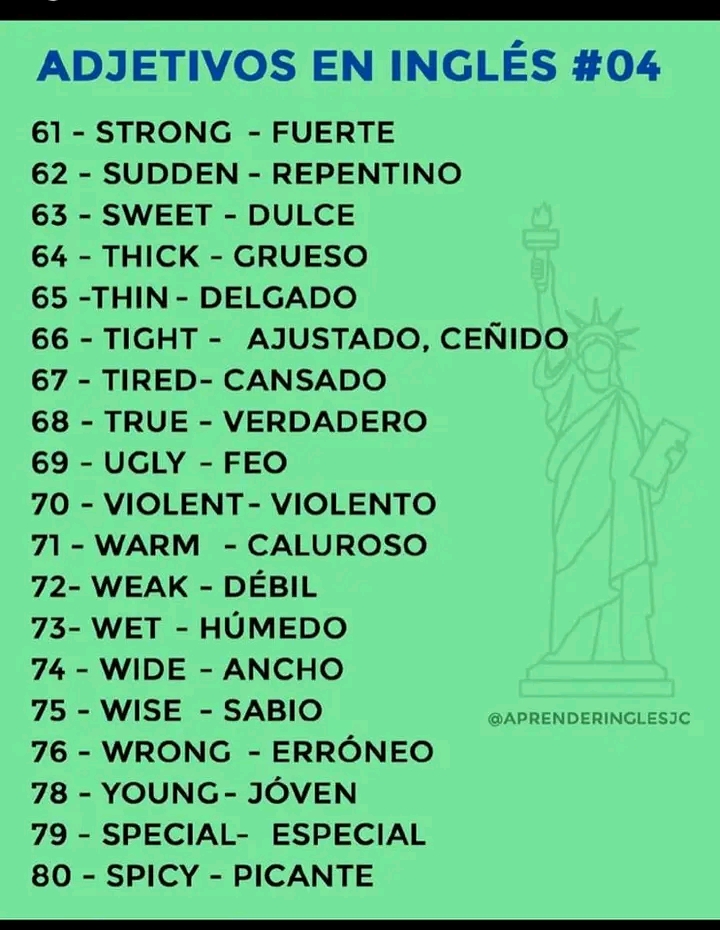 ADJETIVOS EN INGLÉS #04
61 - STRONG - FUERTE
62 - SUDDEN - REPENTINO
63 - SWEET - DULCE
64 - THICK - GRUESO
65 -THIN - DELGADO
66 - TIGHT - AJUSTADO, CEÑIDO
67 - TIRED- CANSADO
68 - TRUE - VERDADERO
69 - UGLY - FEO
70 - VIOLENT- VIOLENTO
71 - WARM - CALUROSO
72- WEAK - DÉBIL
73- WET - HÚMEDO
74 - WIDE - ANCHO
75 - WISE - SABIO
@APRENDERINGLESJC
76 - WRONG - ERRÓNEO
78 - YOUNG- JÓVEN
79 - SPECIAL- ESPECIAL
80 - SPICY - PICANTE